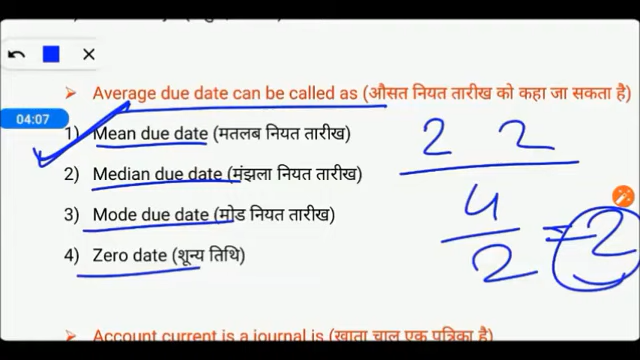 ➤ Average due date can be called as (औसत नियत तारीख को कहा जा सकता है)
04:07
1) Mean due date (मतलब नियत तारीख)
2) Median due date (मंझला नियत तारीख)
3) Mode due date (मोड नियत तारीख)
4) Zero date (शून्य तिथि)
2 2
4
2 = 2
➤ Account current is a journal is (खाता चालू एक पत्रिका है)